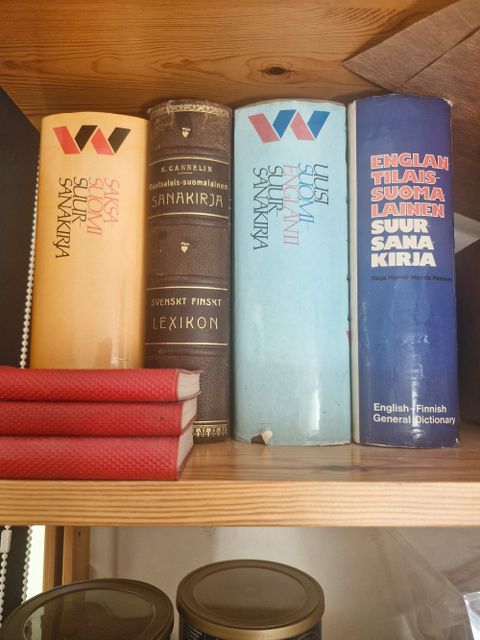 SAKSA
SUOMI
SUUR-
SANAKIRJA
K. CANNELIN
Ruotsalais-suomalainen
SANAKIRJA
SVENSKT FINSKT
LEXIKON
UUSI
SUOMI-
ENGLANTI
SUUR-
SANAKIRJA
ENGLAN-
TILAIS-
SUOMA-
LAINEN
SUUR
SANA
KIRJA
English-Finnish
General Dictionary